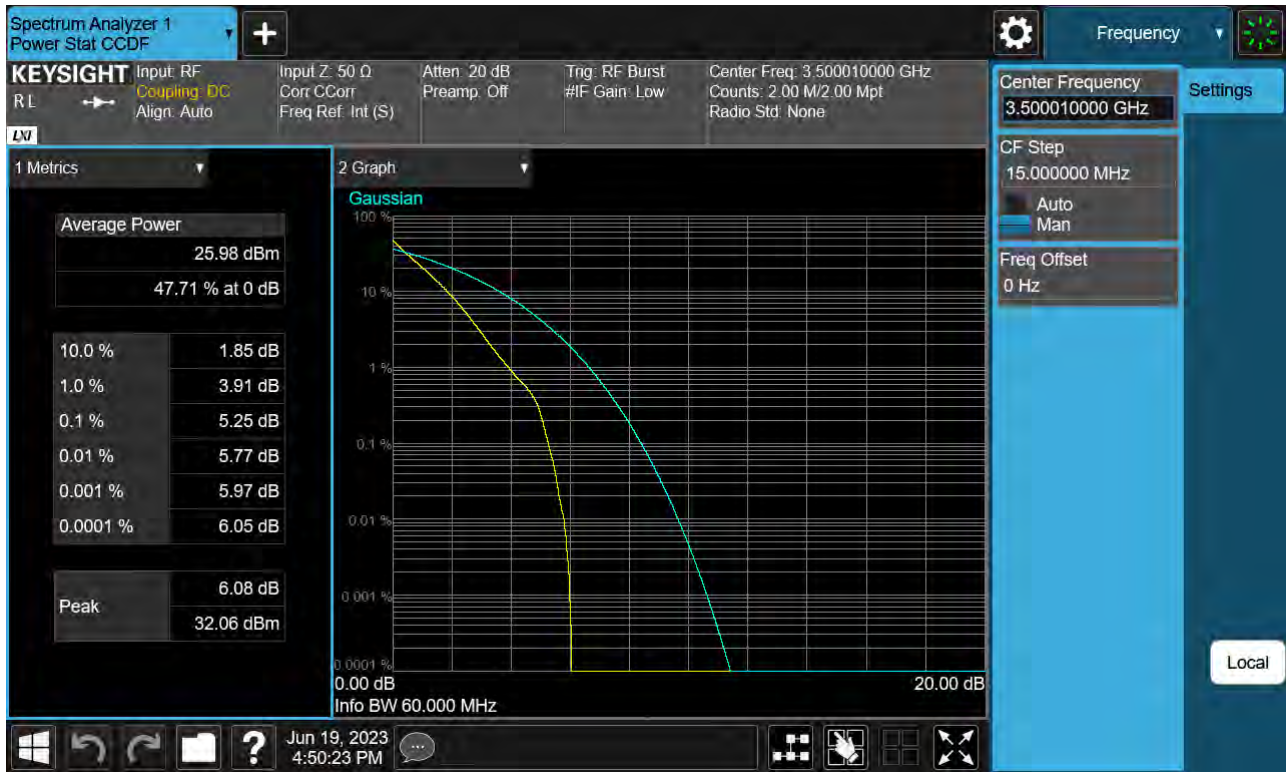 Spectrum Analyzer 1
Power Stat CCDF
+
Frequency
KEYSIGHT
RL
LXI
Input: RF
Coupling: DC
Align: Auto
Input Z: 50 Ω
Corr CCorr
Freq Ref: Int (S)
Atten: 20 dB
Preamp: Off
Trig: RF Burst
#IF Gain: Low
Center Freq: 3.500010000 GHz
Counts: 2.00 M/2.00 Mpt
Radio Std: None
Center Frequency
3.500010000 GHz
Settings
CF Step
15.000000 MHz
Auto
Man
Freq Offset
0 Hz
1 Metrics
Average Power
25.98 dBm
47.71 % at 0 dB
10.0 % 1.85 dB
1.0 % 3.91 dB
0.1 % 5.25 dB
0.01 % 5.77 dB
0.001 % 5.97 dB
0.0001 % 6.05 dB
Peak
6.08 dB
32.06 dBm
2 Graph
Gaussian
100 %
10 %
1 %
0.1 %
0.01 %
0.001 %
0.0001 %
0.00 dB 20.00 dB
Info BW 60.000 MHz
Local
?
Jun 19, 2023
4:50:23 PM